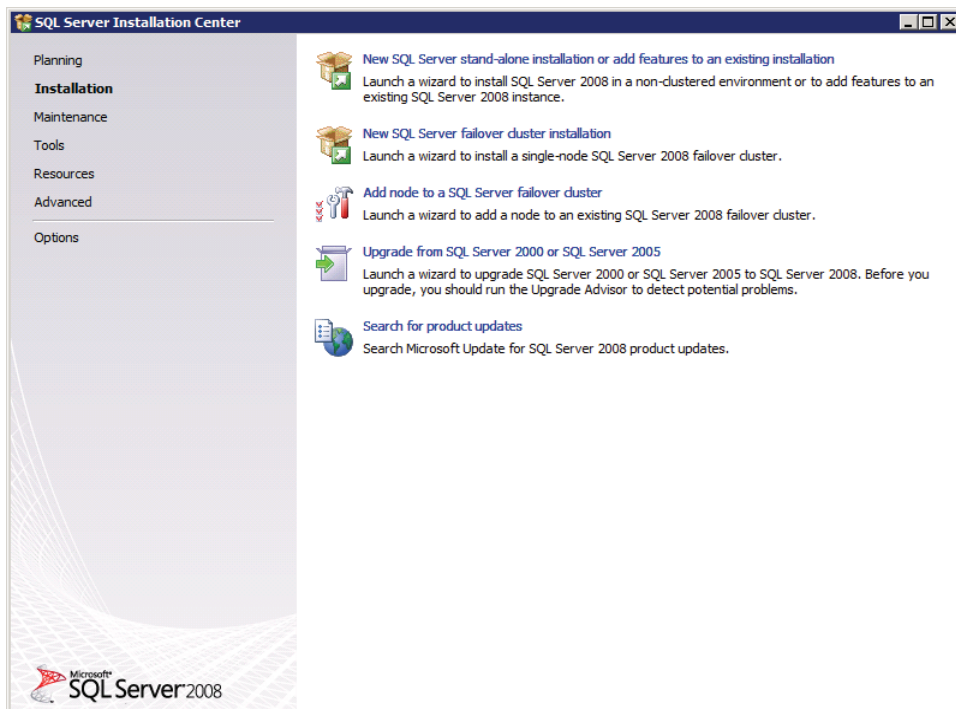 SQL Server Installation Center
Planning
Installation
Maintenance
Tools
Resources
Advanced
Options
New SQL Server stand-alone installation or add features to an existing installation
Launch a wizard to install SQL Server 2008 in a non-clustered environment or to add features to an
existing SQL Server 2008 instance.
New SQL Server failover cluster installation
Launch a wizard to install a single-node SQL Server 2008 failover cluster.
Add node to a SQL Server failover cluster
Launch a wizard to add a node to an existing SQL Server 2008 failover cluster.
Upgrade from SQL Server 2000 or SQL Server 2005
Launch a wizard to upgrade SQL Server 2000 or SQL Server 2005 to SQL Server 2008. Before you
upgrade, you should run the Upgrade Advisor to detect potential problems.
Search for product updates
Search Microsoft Update for SQL Server 2008 product updates.
Microsoft
SQL Server 2008